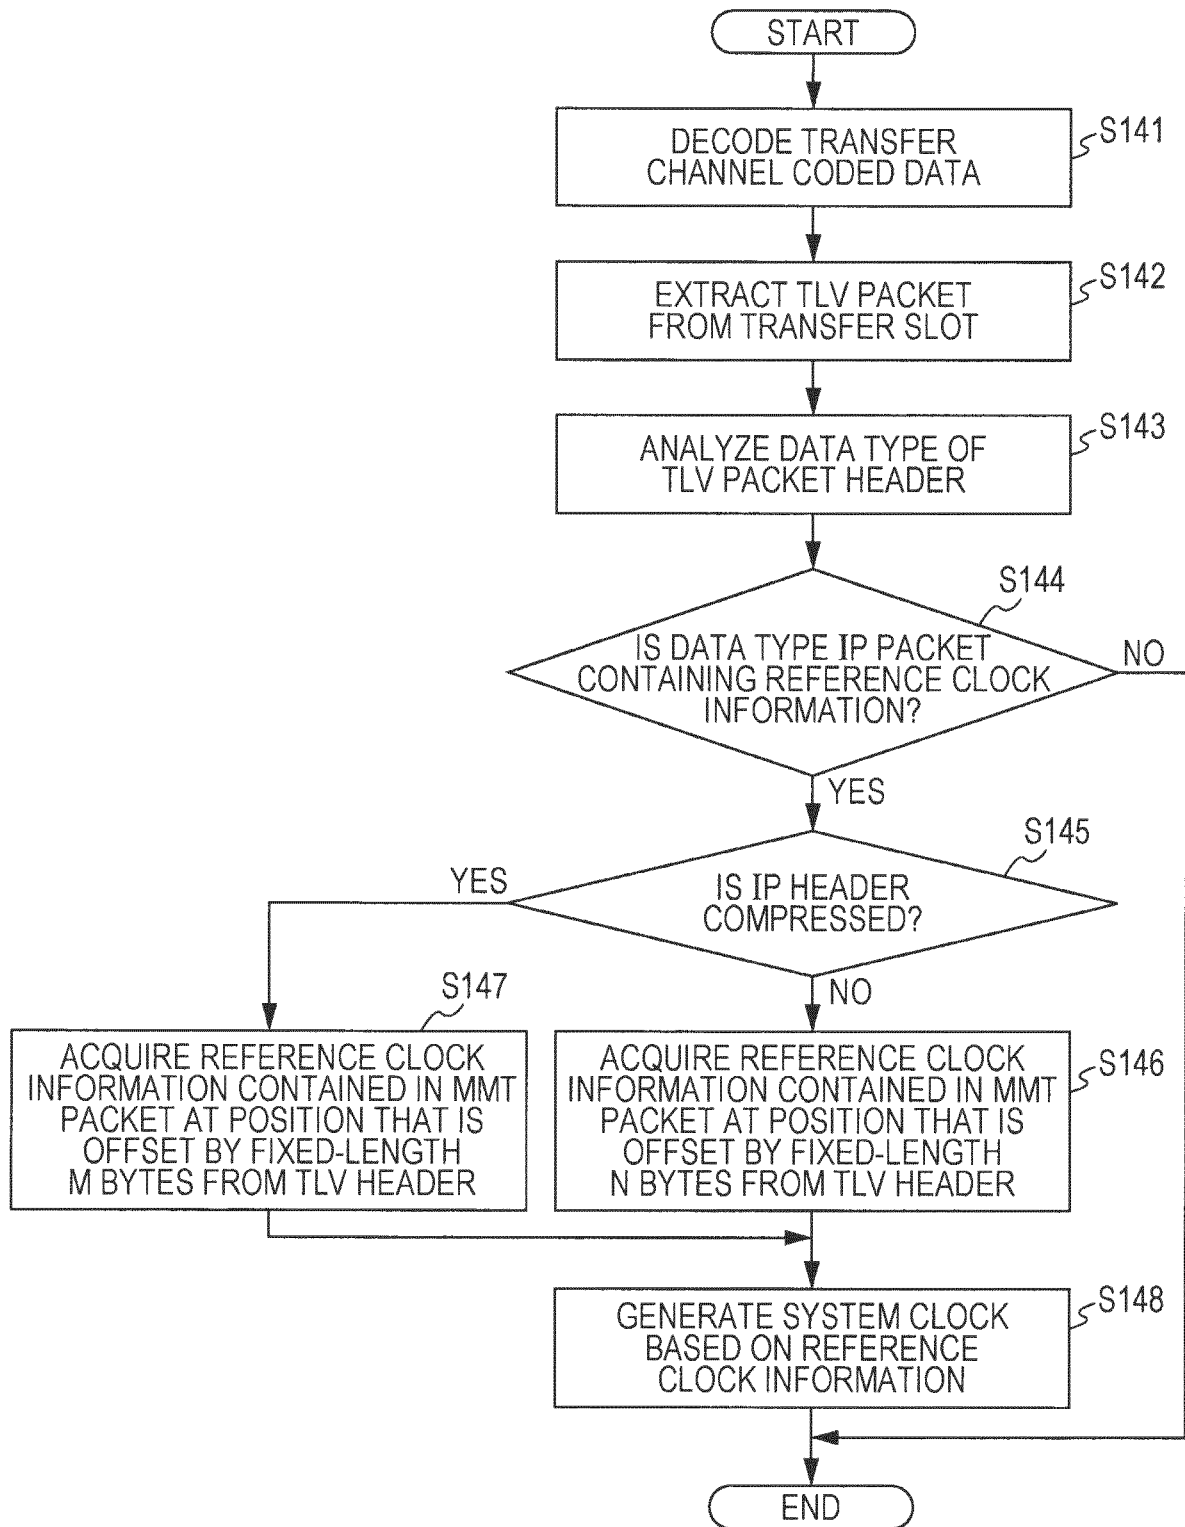 START
DECODE TRANSFER
CHANNEL CODED DATA
S141
EXTRACT TLV PACKET
FROM TRANSFER SLOT
S142
ANALYZE DATA TYPE OF
TLV PACKET HEADER
S143
S144
IS DATA TYPE IP PACKET
CONTAINING REFERENCE CLOCK
INFORMATION?
NO
YES
S145
IS IP HEADER
COMPRESSED?
YES
NO
S147
ACQUIRE REFERENCE CLOCK
INFORMATION CONTAINED IN MMT
PACKET AT POSITION THAT IS
OFFSET BY FIXED-LENGTH
M BYTES FROM TLV HEADER
S146
ACQUIRE REFERENCE CLOCK
INFORMATION CONTAINED IN MMT
PACKET AT POSITION THAT IS
OFFSET BY FIXED-LENGTH
N BYTES FROM TLV HEADER
S148
GENERATE SYSTEM CLOCK
BASED ON REFERENCE
CLOCK INFORMATION
END